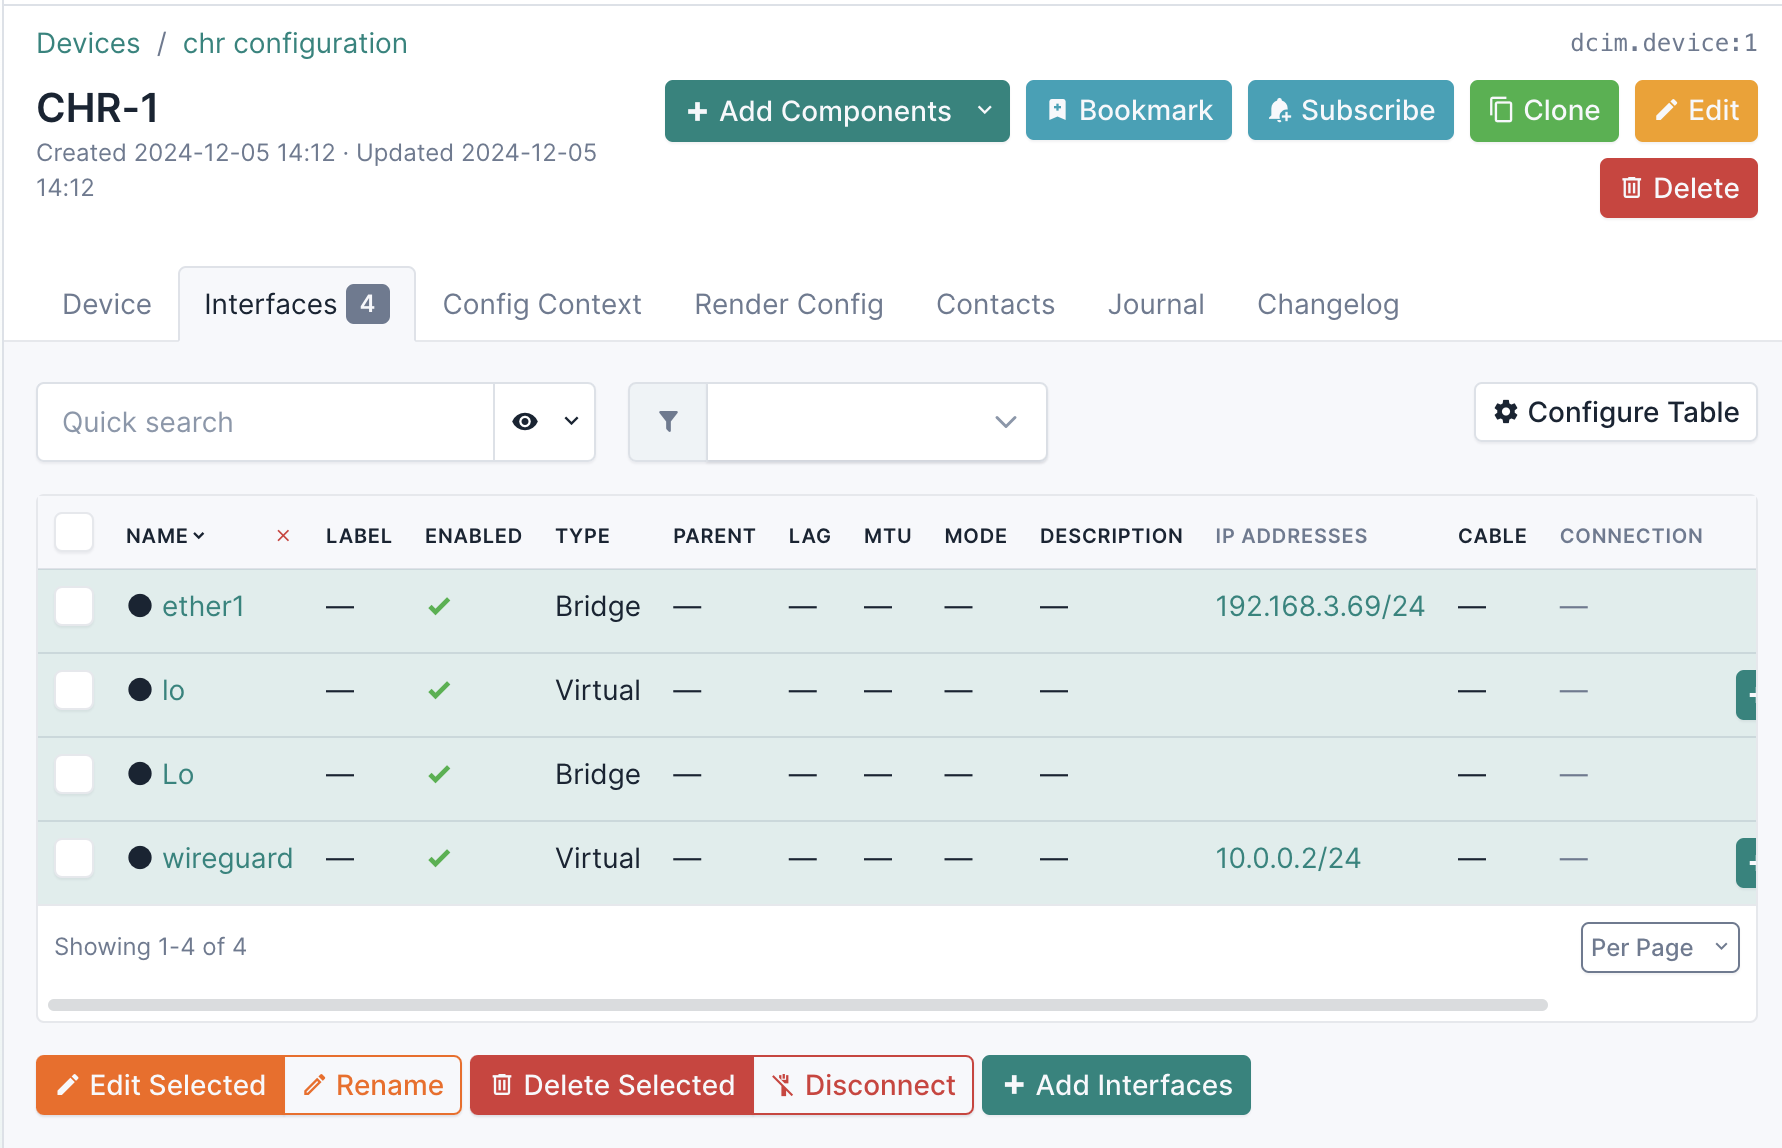 Devices / chr configuration
dcim.device:1
CHR-1
Created 2024-12-05 14:12 · Updated 2024-12-05
14:12
+ Add Components
Bookmark
Subscribe
Clone
Edit
Delete
Device Interfaces 4 Config Context Render Config Contacts Journal Changelog
Quick search
Configure Table
NAME LABEL ENABLED TYPE PARENT LAG MTU MODE DESCRIPTION IP ADDRESSES CABLE CONNECTION
ether1 — Bridge — — — — — 192.168.3.69/24 — —
lo — Virtual — — — — — — —
Lo — Bridge — — — — — — —
wireguard — Virtual — — — — — 10.0.0.2/24 — —
Showing 1-4 of 4
Per Page
Edit Selected Rename Delete Selected Disconnect + Add Interfaces